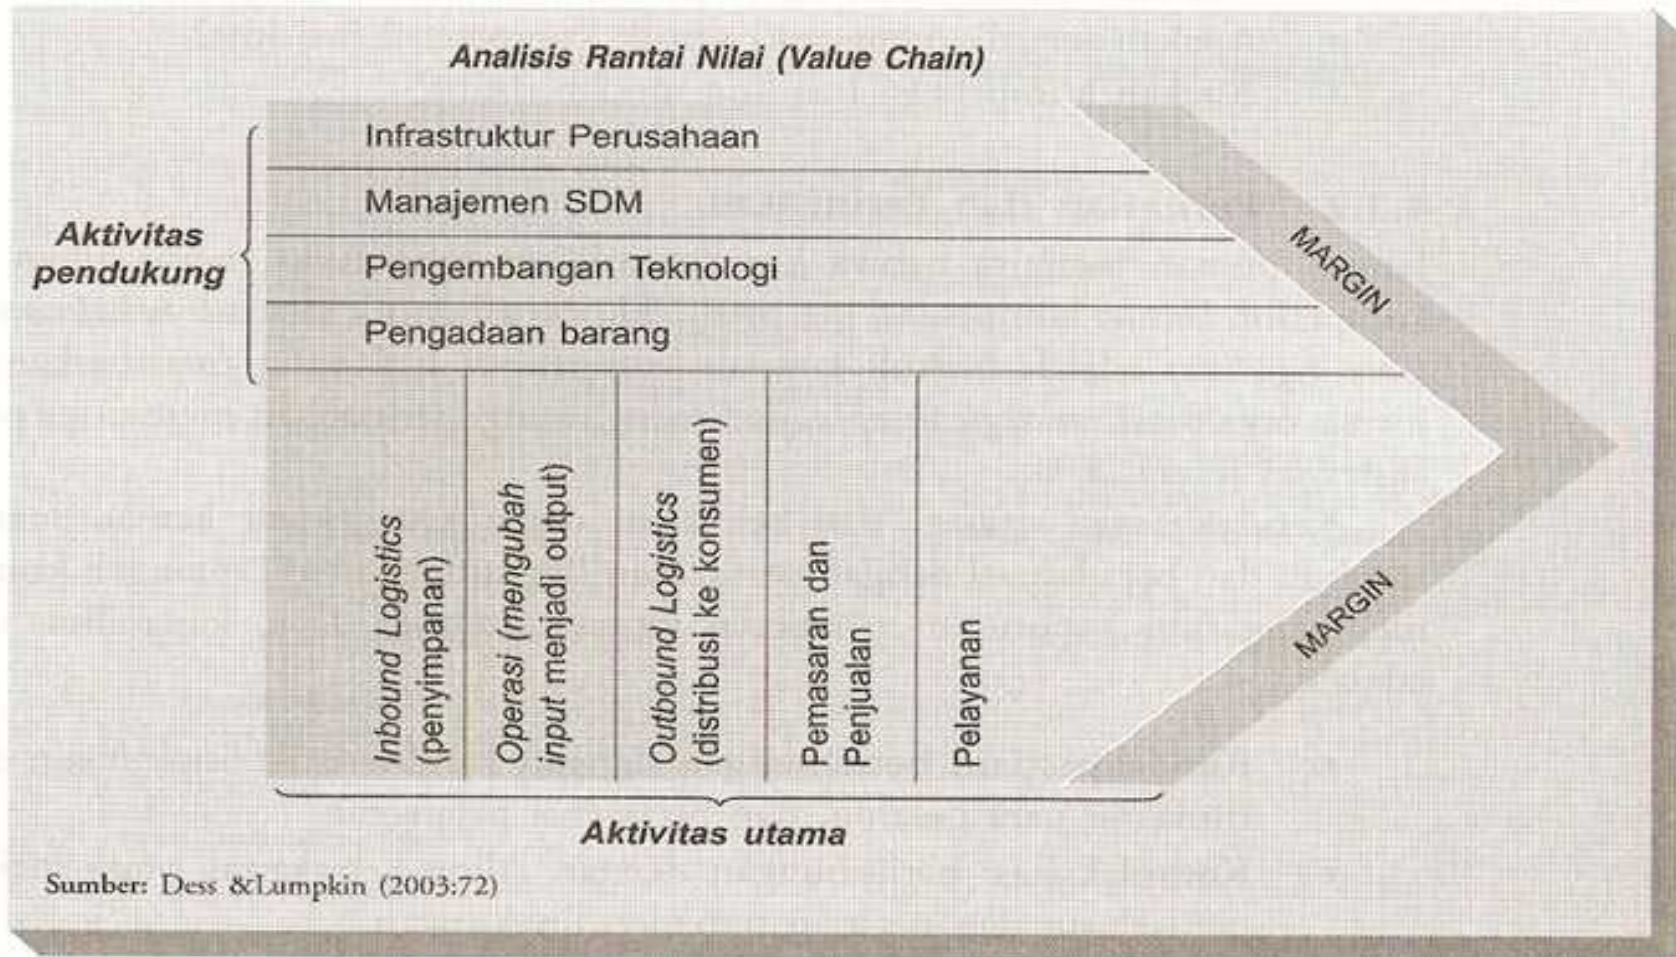 Analisis Rantai Nilai (Value Chain)
Infrastruktur Perusahaan
Manajemen SDM
Pengembangan Teknologi
Pengadaan barang
Aktivitas
pendukung
MARGIN
Inbound Logistics
(penyimpanan)
Operasi (mengubah
input menjadi output)
Outbound Logistics
(distribusi ke konsumen)
Pemasaran dan
Penjualan
Pelayanan
MARGIN
Aktivitas utama
Sumber: Dess &Lumpkin (2003:72)